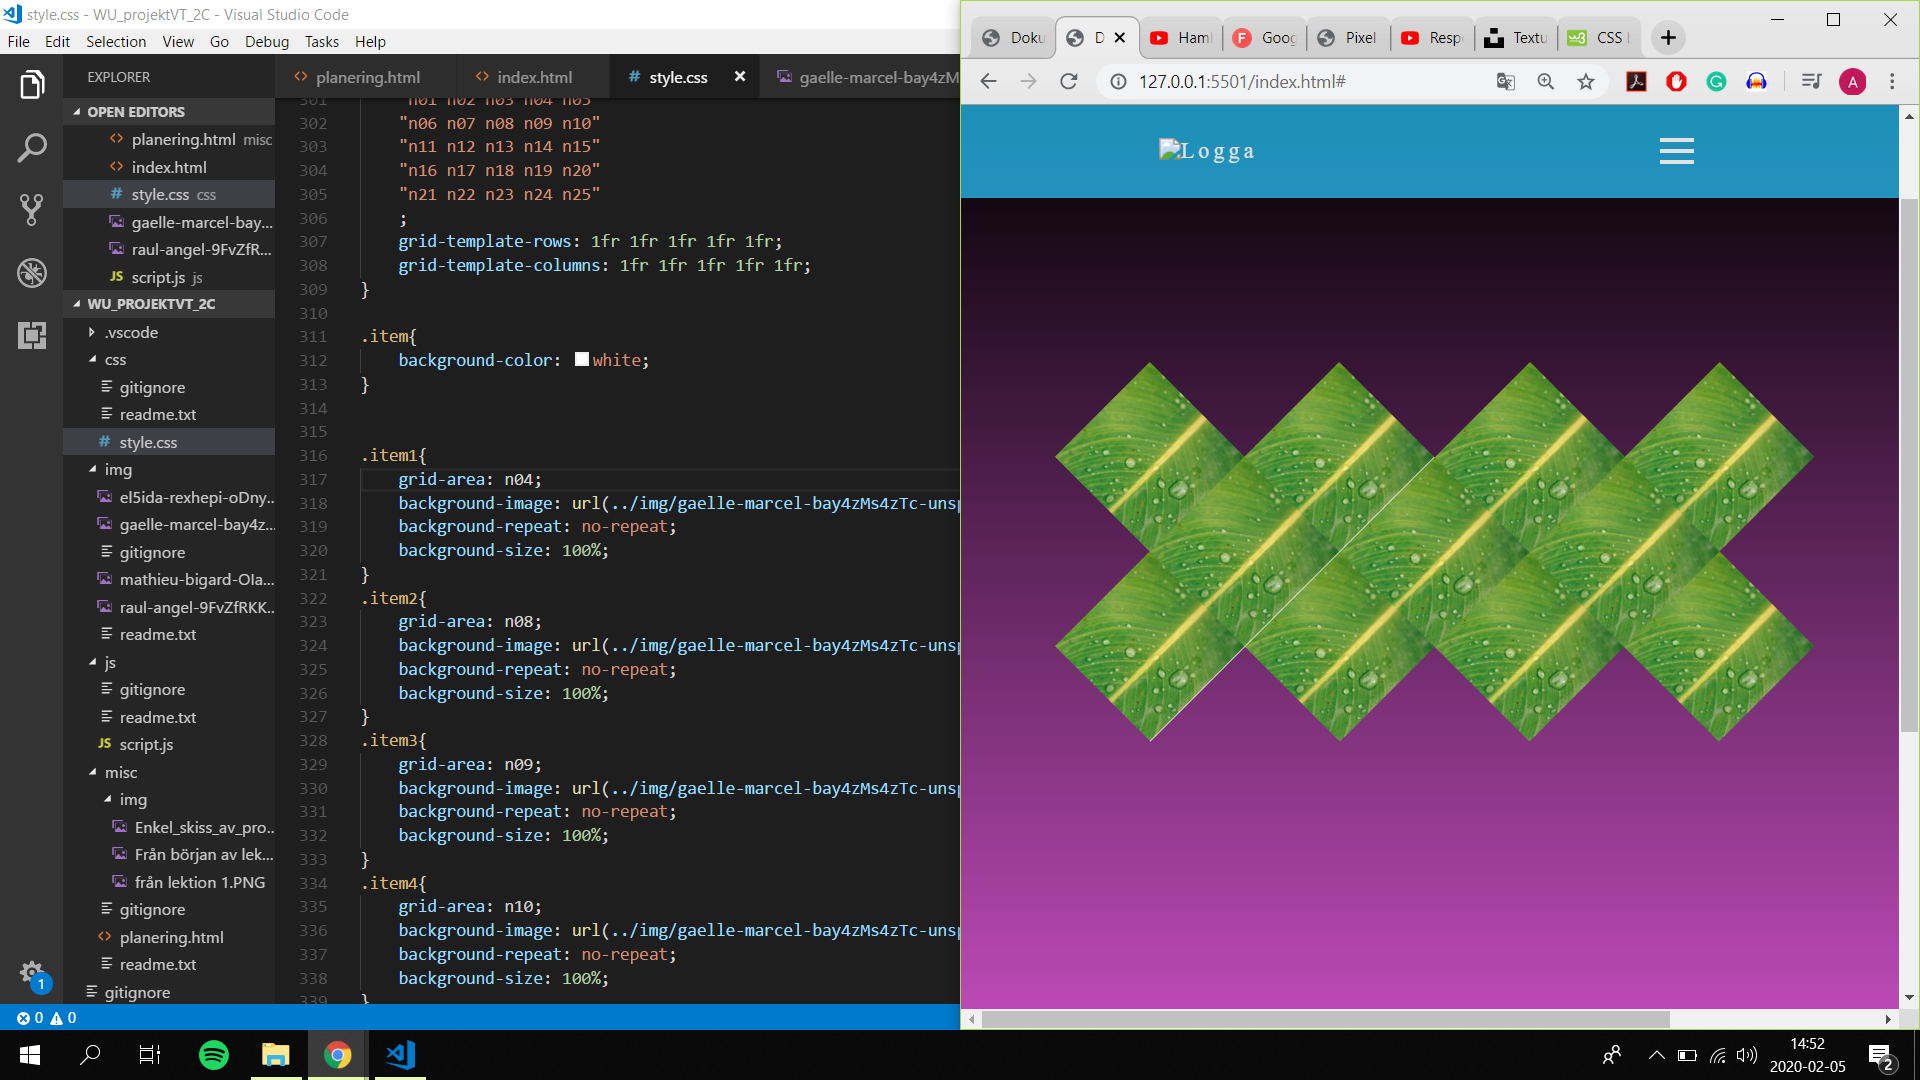 style.css - WU_projektVT_2C - Visual Studio Code
File Edit Selection View Go Debug Tasks Help
EXPLORER
OPEN EDITORS
planering.html misc
index.html
style.css css
gaelle-marcel-bay...
raul-angel-9FvZfR...
script.js js
WU_PROJEKTVT_2C
.vscode
css
gitignore
readme.txt
style.css
img
el5ida-rexhepi-oDny...
gaelle-marcel-bay4z...
gitignore
mathieu-bigard-OIa...
raul-angel-9FvZfRKK...
readme.txt
js
gitignore
readme.txt
script.js
misc
img
Enkel_skiss_av_pro...
Från början av lek...
från lektion 1.PNG
gitignore
planering.html
readme.txt
gitignore
1
planering.html
index.html
style.css
gaelle-marcel-bay4zM
301 "n01 n02 n03 n04 n05"
302 "n06 n07 n08 n09 n10"
303 "n11 n12 n13 n14 n15"
304 "n16 n17 n18 n19 n20"
305 "n21 n22 n23 n24 n25"
306 ;
307 grid-template-rows: 1fr 1fr 1fr 1fr 1fr;
308 grid-template-columns: 1fr 1fr 1fr 1fr 1fr;
309 }
310
311 .item{
312 background-color: white;
313 }
314
315
316 .item1{
317 grid-area: n04;
318 background-image: url(../img/gaelle-marcel-bay4zMs4zTc-unsp
319 background-repeat: no-repeat;
320 background-size: 100%;
321 }
322 .item2{
323 grid-area: n08;
324 background-image: url(../img/gaelle-marcel-bay4zMs4zTc-unsp
325 background-repeat: no-repeat;
326 background-size: 100%;
327 }
328 .item3{
329 grid-area: n09;
330 background-image: url(../img/gaelle-marcel-bay4zMs4zTc-unsp
331 background-repeat: no-repeat;
332 background-size: 100%;
333 }
334 .item4{
335 grid-area: n10;
336 background-image: url(../img/gaelle-marcel-bay4zMs4zTc-unsp
337 background-repeat: no-repeat;
338 background-size: 100%;
339 }
0 0
Doku D Haml Goog Pixel Resp Textu CSS
127.0.0.1:5501/index.html#
A
Logga
14:52
2020-02-05
2